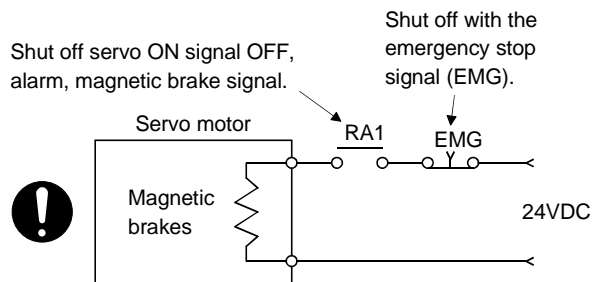 Shut off with the
emergency stop
signal (EMG).
Shut off servo ON signal OFF,
alarm, magnetic brake signal.
Servo motor
RA1
EMG
Magnetic
brakes
24VDC